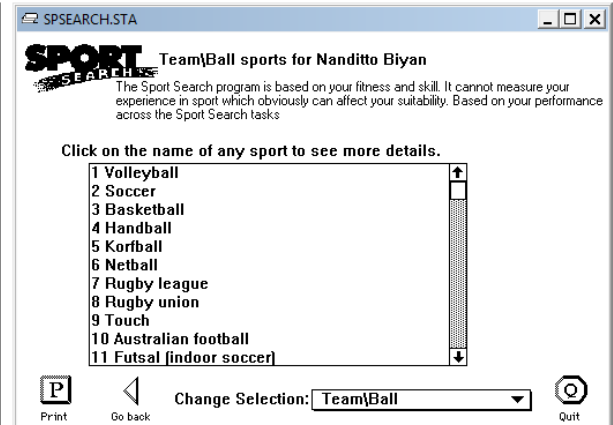 SPSEARCH.STA
SPORT
SEARCH
Team\Ball sports for Nanditto Biyan
The Sport Search program is based on your fitness and skill. It cannot measure your
experience in sport which obviously can affect your suitability. Based on your performance
across the Sport Search tasks
Click on the name of any sport to see more details.
1 Volleyball
2 Soccer
3 Basketball
4 Handball
5 Korfball
6 Netball
7 Rugby league
8 Rugby union
9 Touch
10 Australian football
11 Futsal (indoor soccer)
P
Print
Go back
Change Selection: Team\Ball
Q
Quit